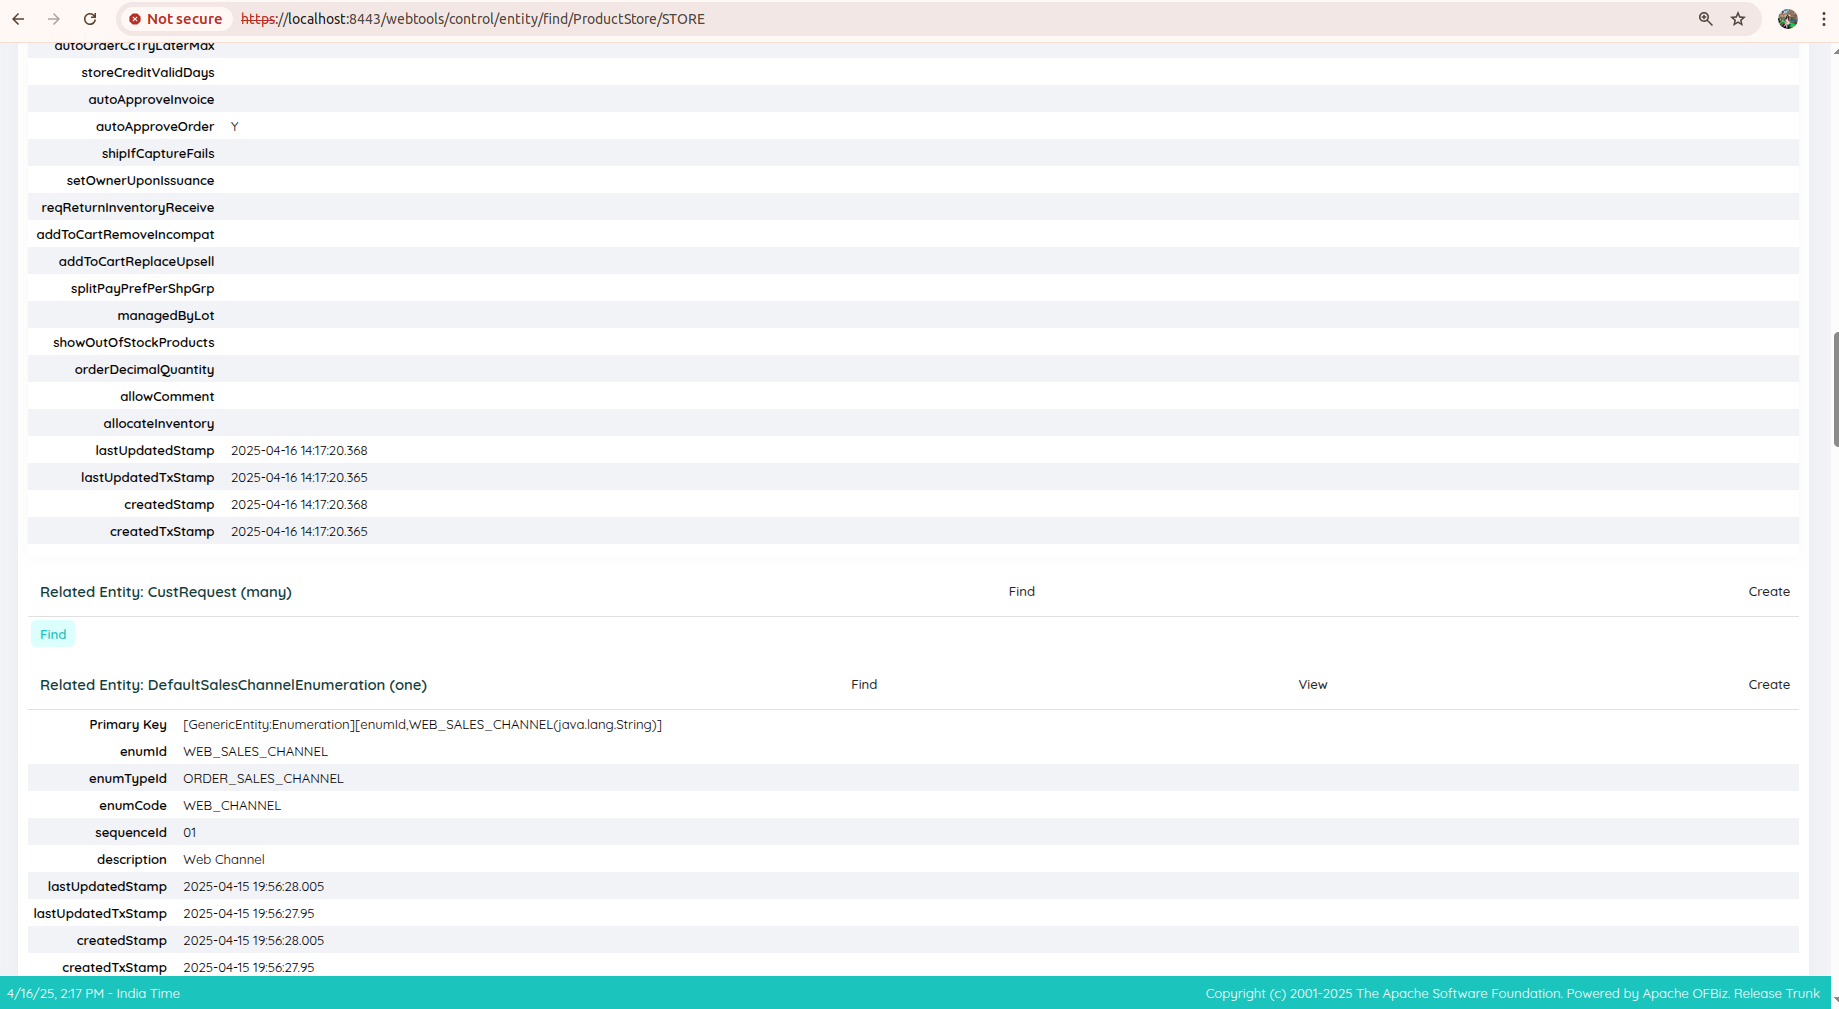 Not secure https://localhost:8443/webtools/control/entity/find/ProductStore/STORE
autoOrderCcTryLaterMax
storeCreditValidDays
autoApproveInvoice
autoApproveOrder Y
shipIfCaptureFails
setOwnerUponIssuance
reqReturnInventoryReceive
addToCartRemoveIncompat
addToCartReplaceUpsell
splitPayPrefPerShpGrp
managedByLot
showOutOfStockProducts
orderDecimalQuantity
allowComment
allocateInventory
lastUpdatedStamp 2025-04-16 14:17:20.368
lastUpdatedTxStamp 2025-04-16 14:17:20.365
createdStamp 2025-04-16 14:17:20.368
createdTxStamp 2025-04-16 14:17:20.365
Related Entity: CustRequest (many) Find Create
Find
Related Entity: DefaultSalesChannelEnumeration (one) Find View Create
Primary Key [GenericEntity:Enumeration][enumId,WEB_SALES_CHANNEL(java.lang.String)]
enumId WEB_SALES_CHANNEL
enumTypeId ORDER_SALES_CHANNEL
enumCode WEB_CHANNEL
sequenceId 01
description Web Channel
lastUpdatedStamp 2025-04-15 19:56:28.005
lastUpdatedTxStamp 2025-04-15 19:56:27.95
createdStamp 2025-04-15 19:56:28.005
createdTxStamp 2025-04-15 19:56:27.95
4/16/25, 2:17 PM - India Time Copyright (c) 2001-2025 The Apache Software Foundation. Powered by Apache OFBiz. Release Trunk